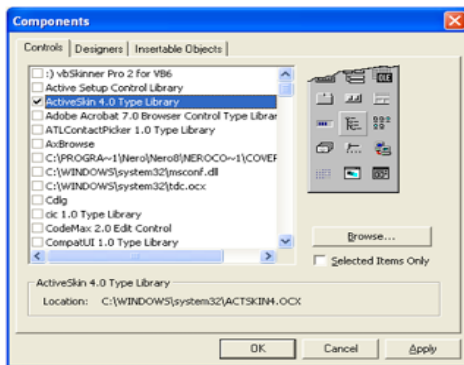 Components
Controls Designers Insertable Objects
:) vbSkinner Pro 2 for VB6
Active Setup Control Library
ActiveSkin 4.0 Type Library
Adobe Acrobat 7.0 Browser Control Type Librar
ATLContactPicker 1.0 Type Library
AxBrowse
C:\PROGRA~1\Nero\Nero8\NEROCO~1\COVEF
C:\WINDOWS\system32\msconf.dll
C:\WINDOWS\system32\tdc.ocx
Cdlg
cic 1.0 Type Library
CodeMax 2.0 Edit Control
CompatUI 1.0 Type Library
OLE
Browse...
Selected Items Only
ActiveSkin 4.0 Type Library
Location: C:\WINDOWS\system32\ACTSKIN4.OCX
OK Cancel Apply